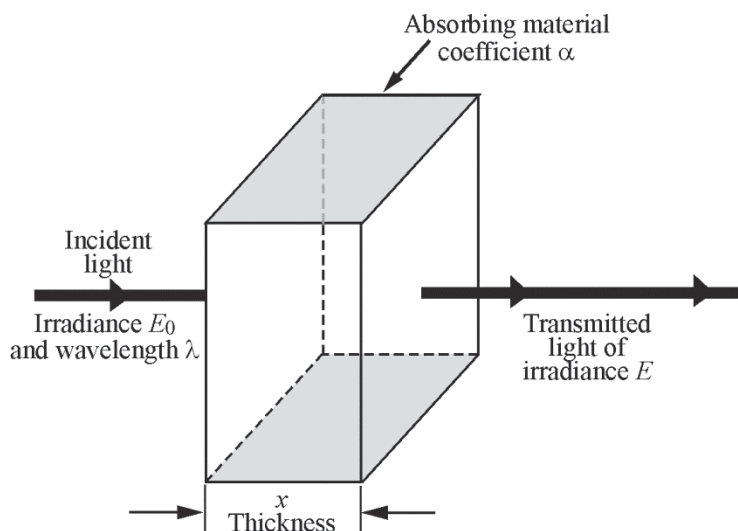 Absorbing material
coefficient α
Incident
light
Irradiance E₀
and wavelength λ
Transmitted
light of
irradiance E
x
Thickness